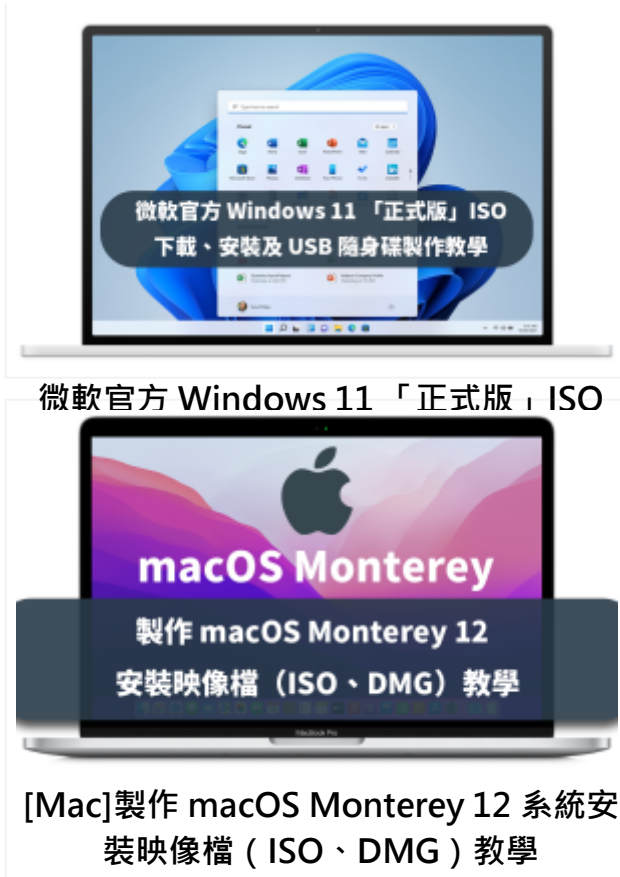 微軟官方 Windows 11 「正式版」ISO
下載、安裝及 USB 隨身碟製作教學
微軟官方 Windows 11 「正式版」ISO
macOS Monterey
製作 macOS Monterey 12
安裝映像檔（ISO、DMG）教學
MacBook Pro
[Mac]製作 macOS Monterey 12 系統安
裝映像檔（ISO、DMG）教學